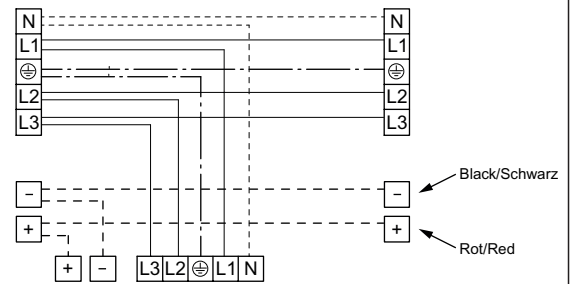 N N
L1 L1
⏚ ⏚
L2 L2
L3 L3
− − Black/Schwarz
+ + Rot/Red
+ − L3 L2 ⏚ L1 N